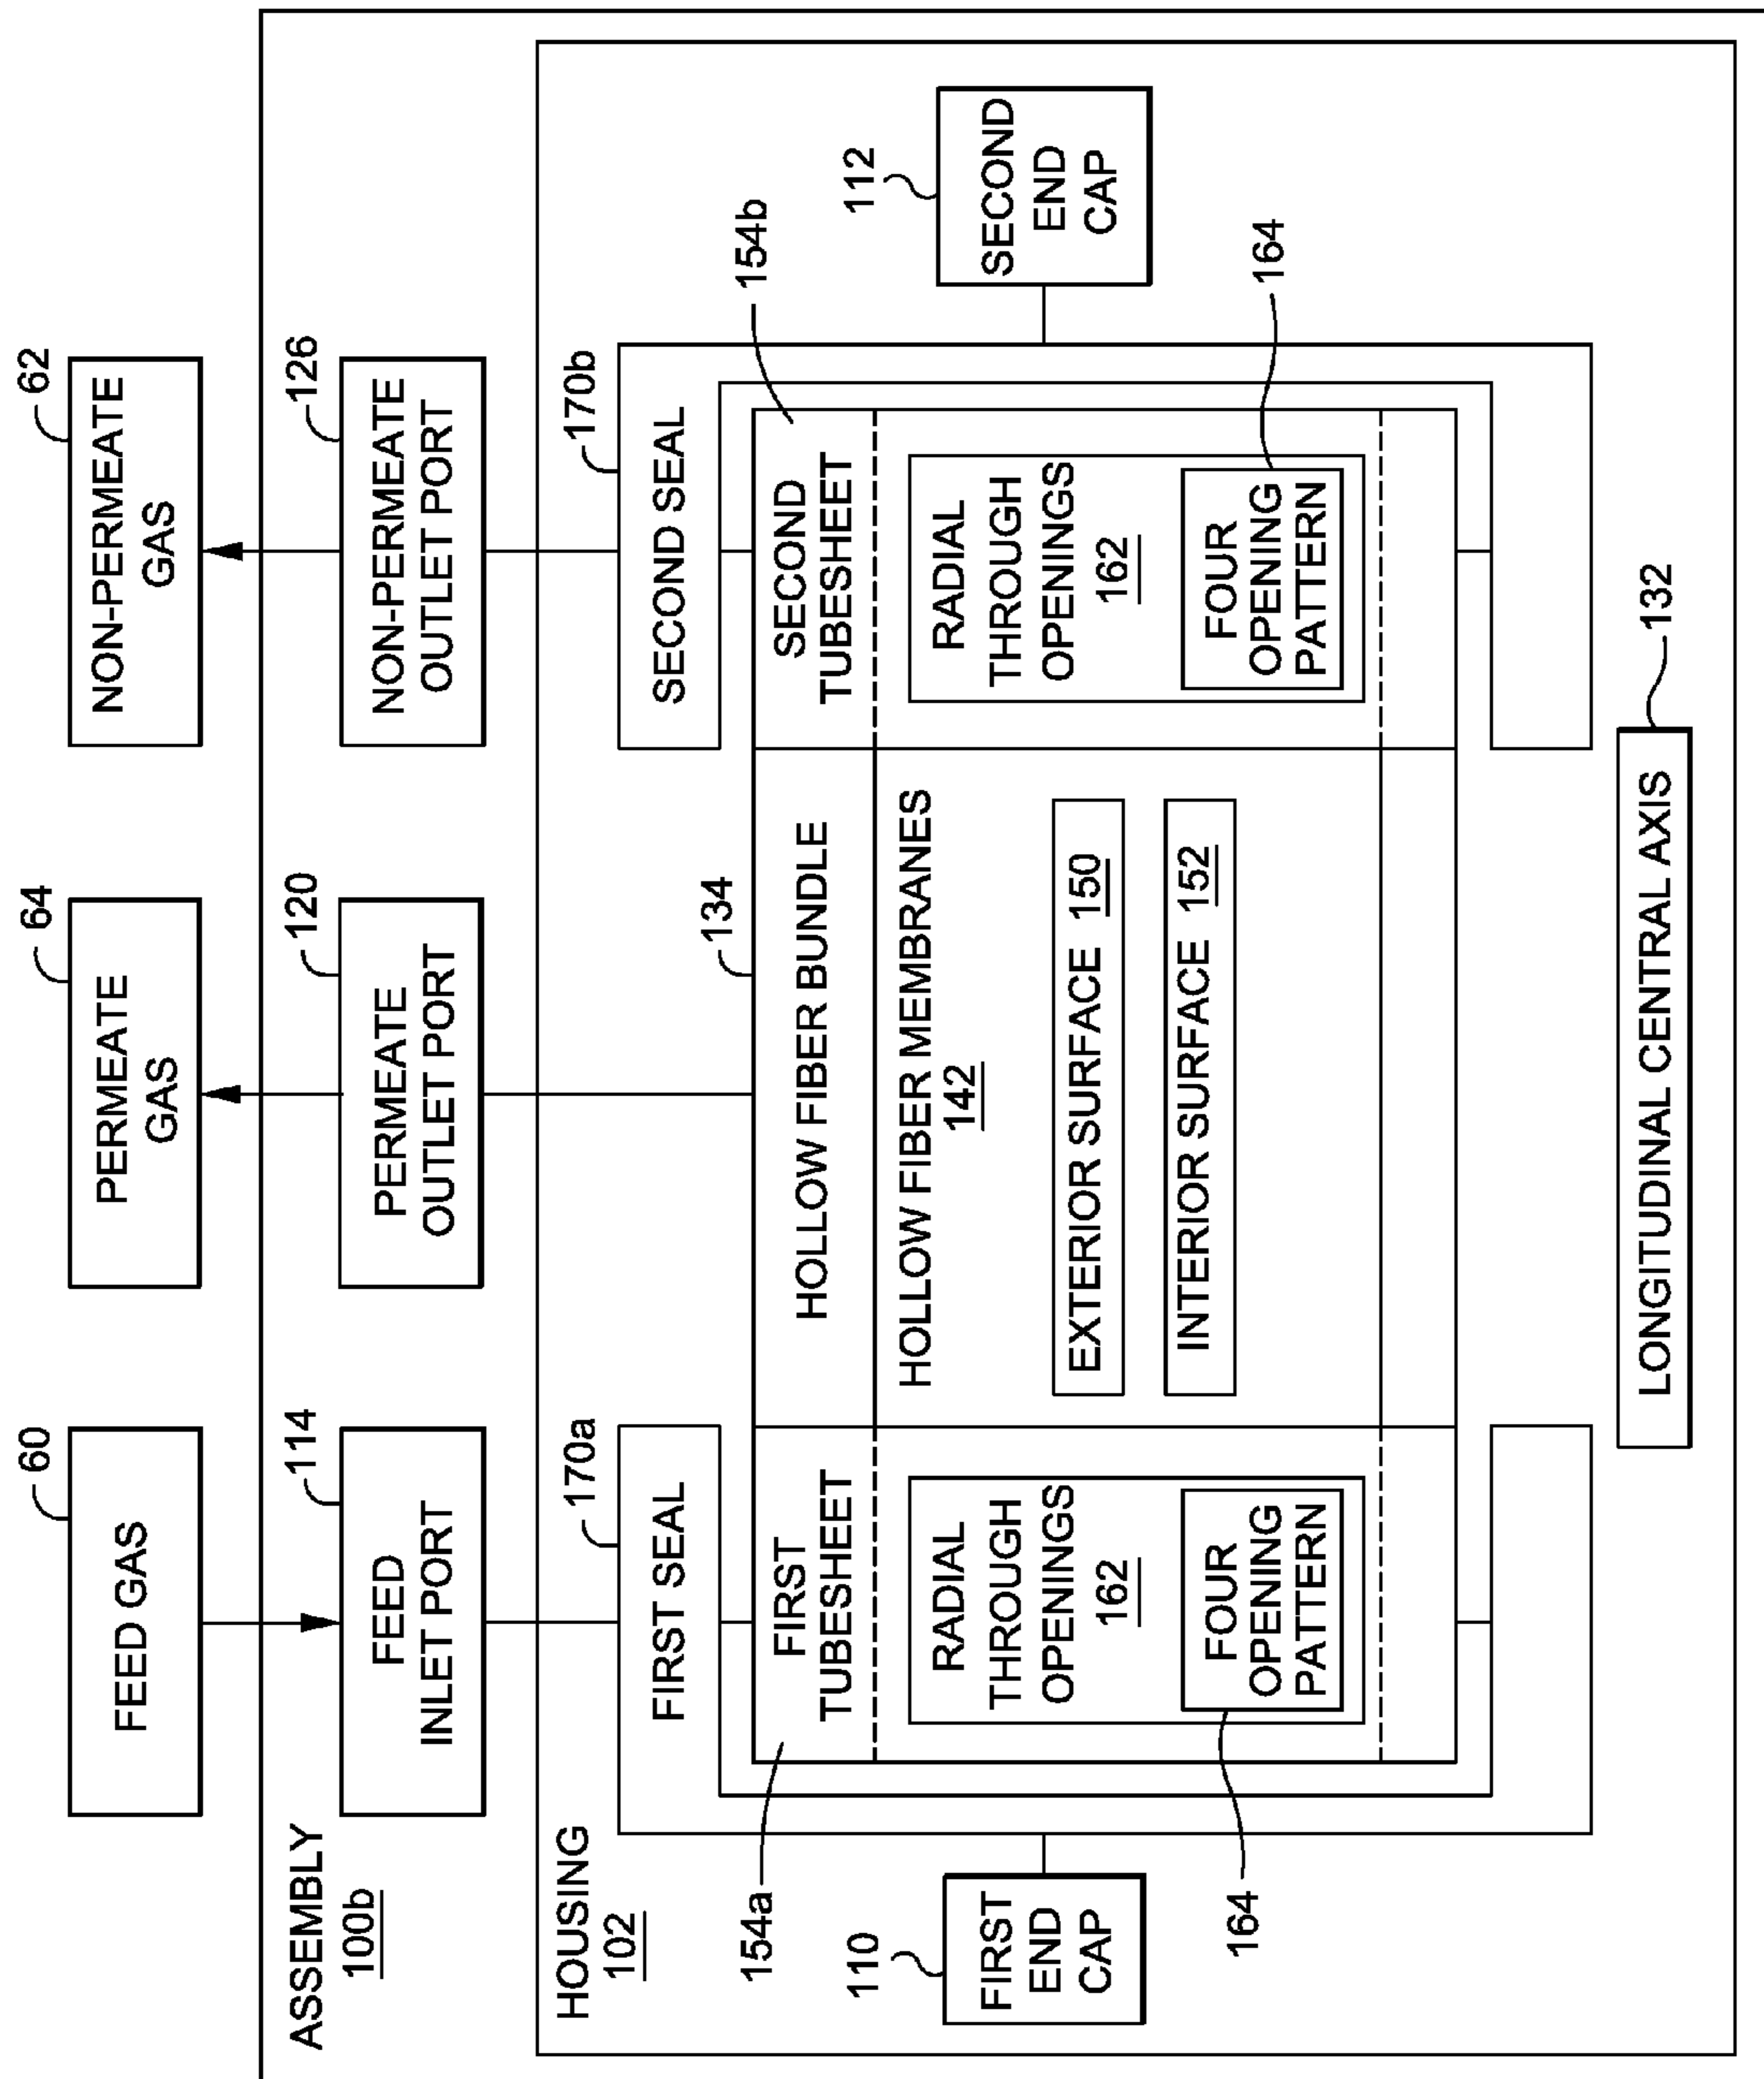 60
FEED GAS
64
PERMEATE
GAS
62
NON-PERMEATE
GAS
ASSEMBLY
100b
114
FEED
INLET PORT
120
PERMEATE
OUTLET PORT
126
NON-PERMEATE
OUTLET PORT
HOUSING
102
170a
FIRST SEAL
134
170b
SECOND SEAL
154a
FIRST
TUBESHEET
HOLLOW FIBER BUNDLE
SECOND
TUBESHEET
154b
110
FIRST
END
CAP
RADIAL
THROUGH
OPENINGS
162
FOUR
OPENING
PATTERN
164
HOLLOW FIBER MEMBRANES
142
EXTERIOR SURFACE 150
INTERIOR SURFACE 152
RADIAL
THROUGH
OPENINGS
162
FOUR
OPENING
PATTERN
164
112
SECOND
END
CAP
132
LONGITUDINAL CENTRAL AXIS